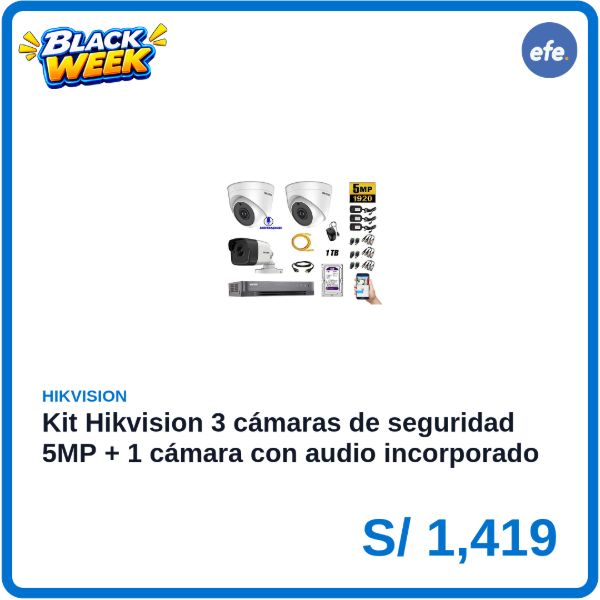 BLACK
WEEK
efe.
5MP
1920
1 TB
HIKVISION
Kit Hikvision 3 cámaras de seguridad
5MP + 1 cámara con audio incorporado
S/ 1,419